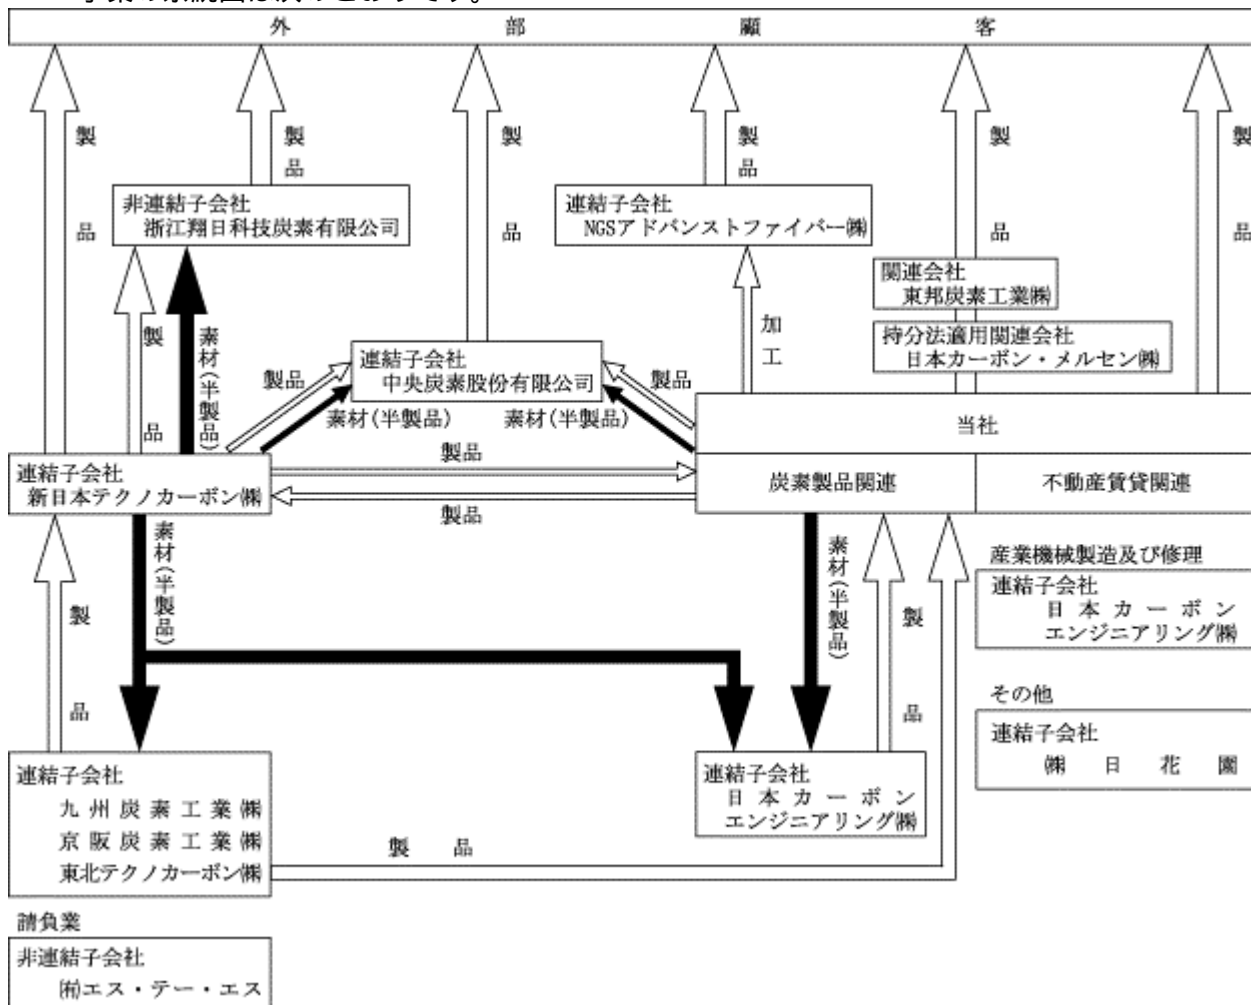 事業の系統図は次のとおりです。
外部顧客
製品
製品
製品
製品
製品
製品
非連結子会社
浙江翔日科技炭素有限公司
連結子会社
NGSアドバンストファイバー㈱
関連会社
東邦炭素工業㈱
持分法適用関連会社
日本カーボン・メルセン㈱
製品
素材(半製品)
加工
連結子会社
中央炭素股份有限公司
製品
素材(半製品)
製品
素材(半製品)
当社
炭素製品関連
不動産賃貸関連
連結子会社
新日本テクノカーボン㈱
製品
製品
素材(半製品)
素材(半製品)
製品
製品
産業機械製造及び修理
連結子会社
日本カーボン
エンジニアリング㈱
その他
連結子会社
㈱日花園
連結子会社
九州炭素工業㈱
京阪炭素工業㈱
東北テクノカーボン㈱
製品
連結子会社
日本カーボン
エンジニアリング㈱
請負業
非連結子会社
㈲エス・テー・エス